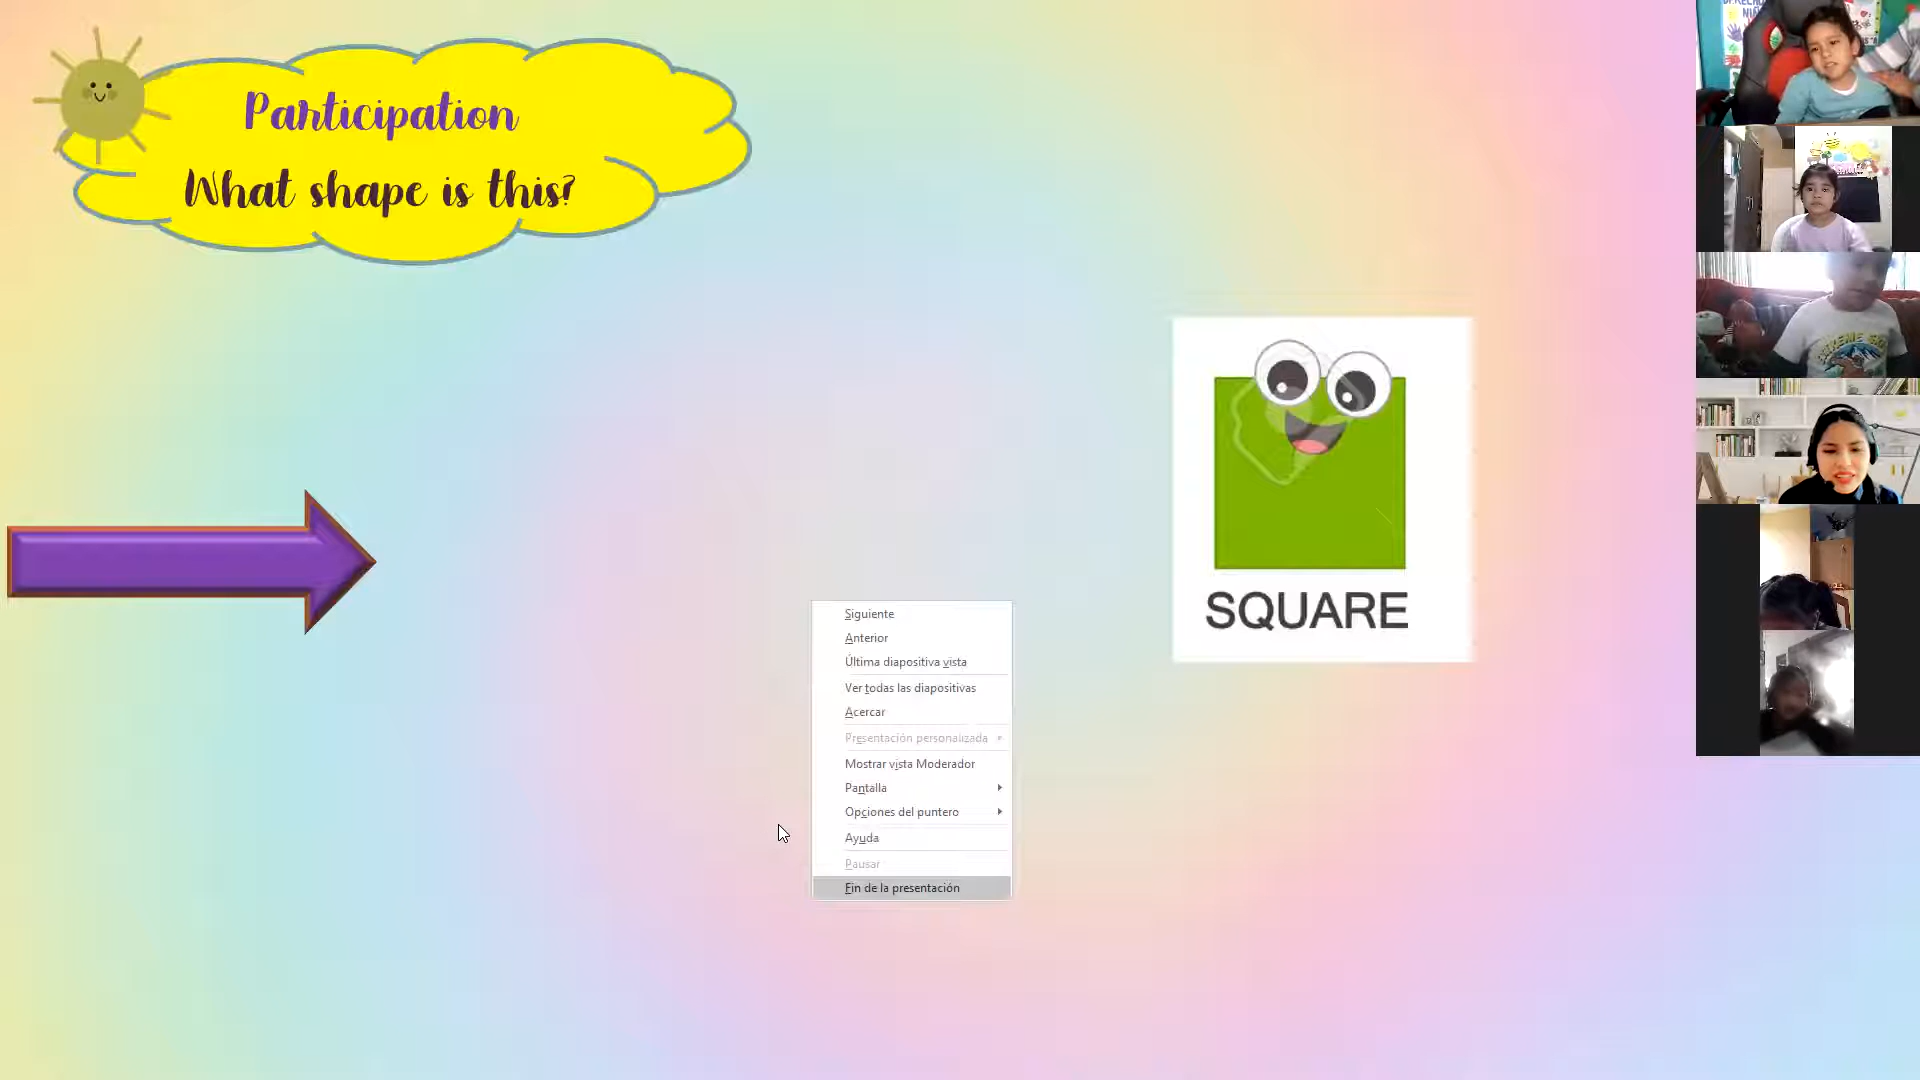 Participation
What shape is this?
SQUARE
Siguiente
Anterior
Última diapositiva vista
Ver todas las diapositivas
Acercar
Presentación personalizada
Mostrar vista Moderador
Pantalla
Opciones del puntero
Ayuda
Pausar
Fin de la presentación